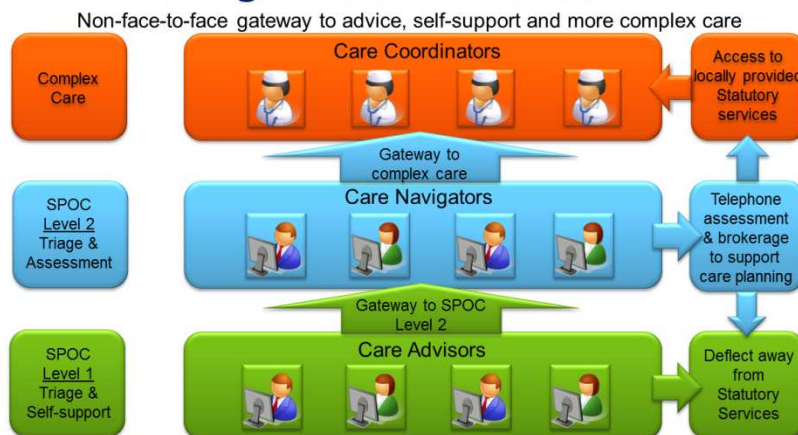 Non-face-to-face gateway to advice, self-support and more complex care
Complex
Care
Care Coordinators
Access to
locally provided
Statutory
services
Gateway to
complex care
SPOC
Level 2
Triage &
Assessment
Care Navigators
Telephone
assessment
& brokerage
to support
care planning
Gateway to SPOC
Level 2
SPOC
Level 1
Triage &
Self-support
Care Advisors
Deflect away
from
Statutory
Services